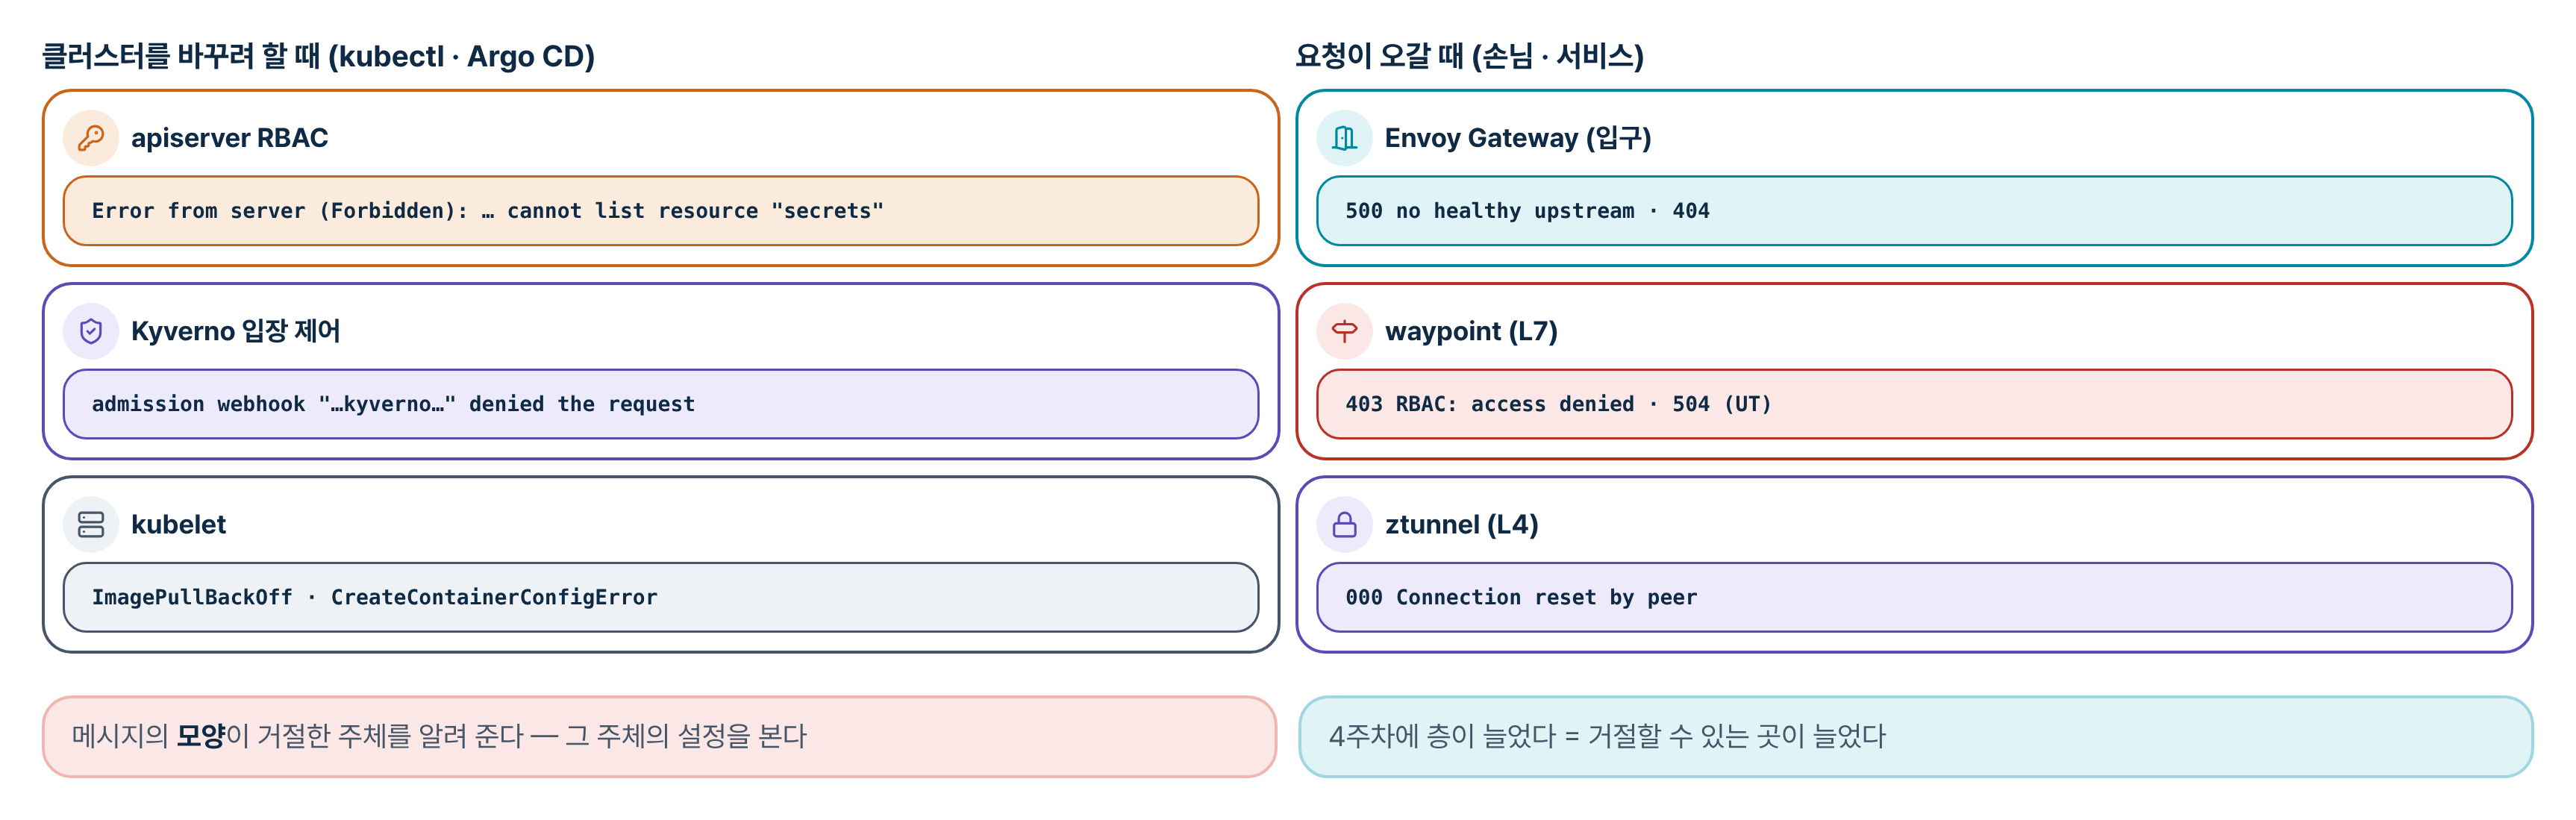 클러스터를 바꾸려 할 때 (kubectl · Argo CD)
apiserver RBAC
Error from server (Forbidden): … cannot list resource "secrets"
Kyverno 입장 제어
admission webhook "…kyverno…" denied the request
kubelet
ImagePullBackOff · CreateContainerConfigError
메시지의 모양이 거절한 주체를 알려 준다 — 그 주체의 설정을 본다
요청이 오갈 때 (손님 · 서비스)
Envoy Gateway (입구)
500 no healthy upstream · 404
waypoint (L7)
403 RBAC: access denied · 504 (UT)
ztunnel (L4)
000 Connection reset by peer
4주차에 층이 늘었다 = 거절할 수 있는 곳이 늘었다